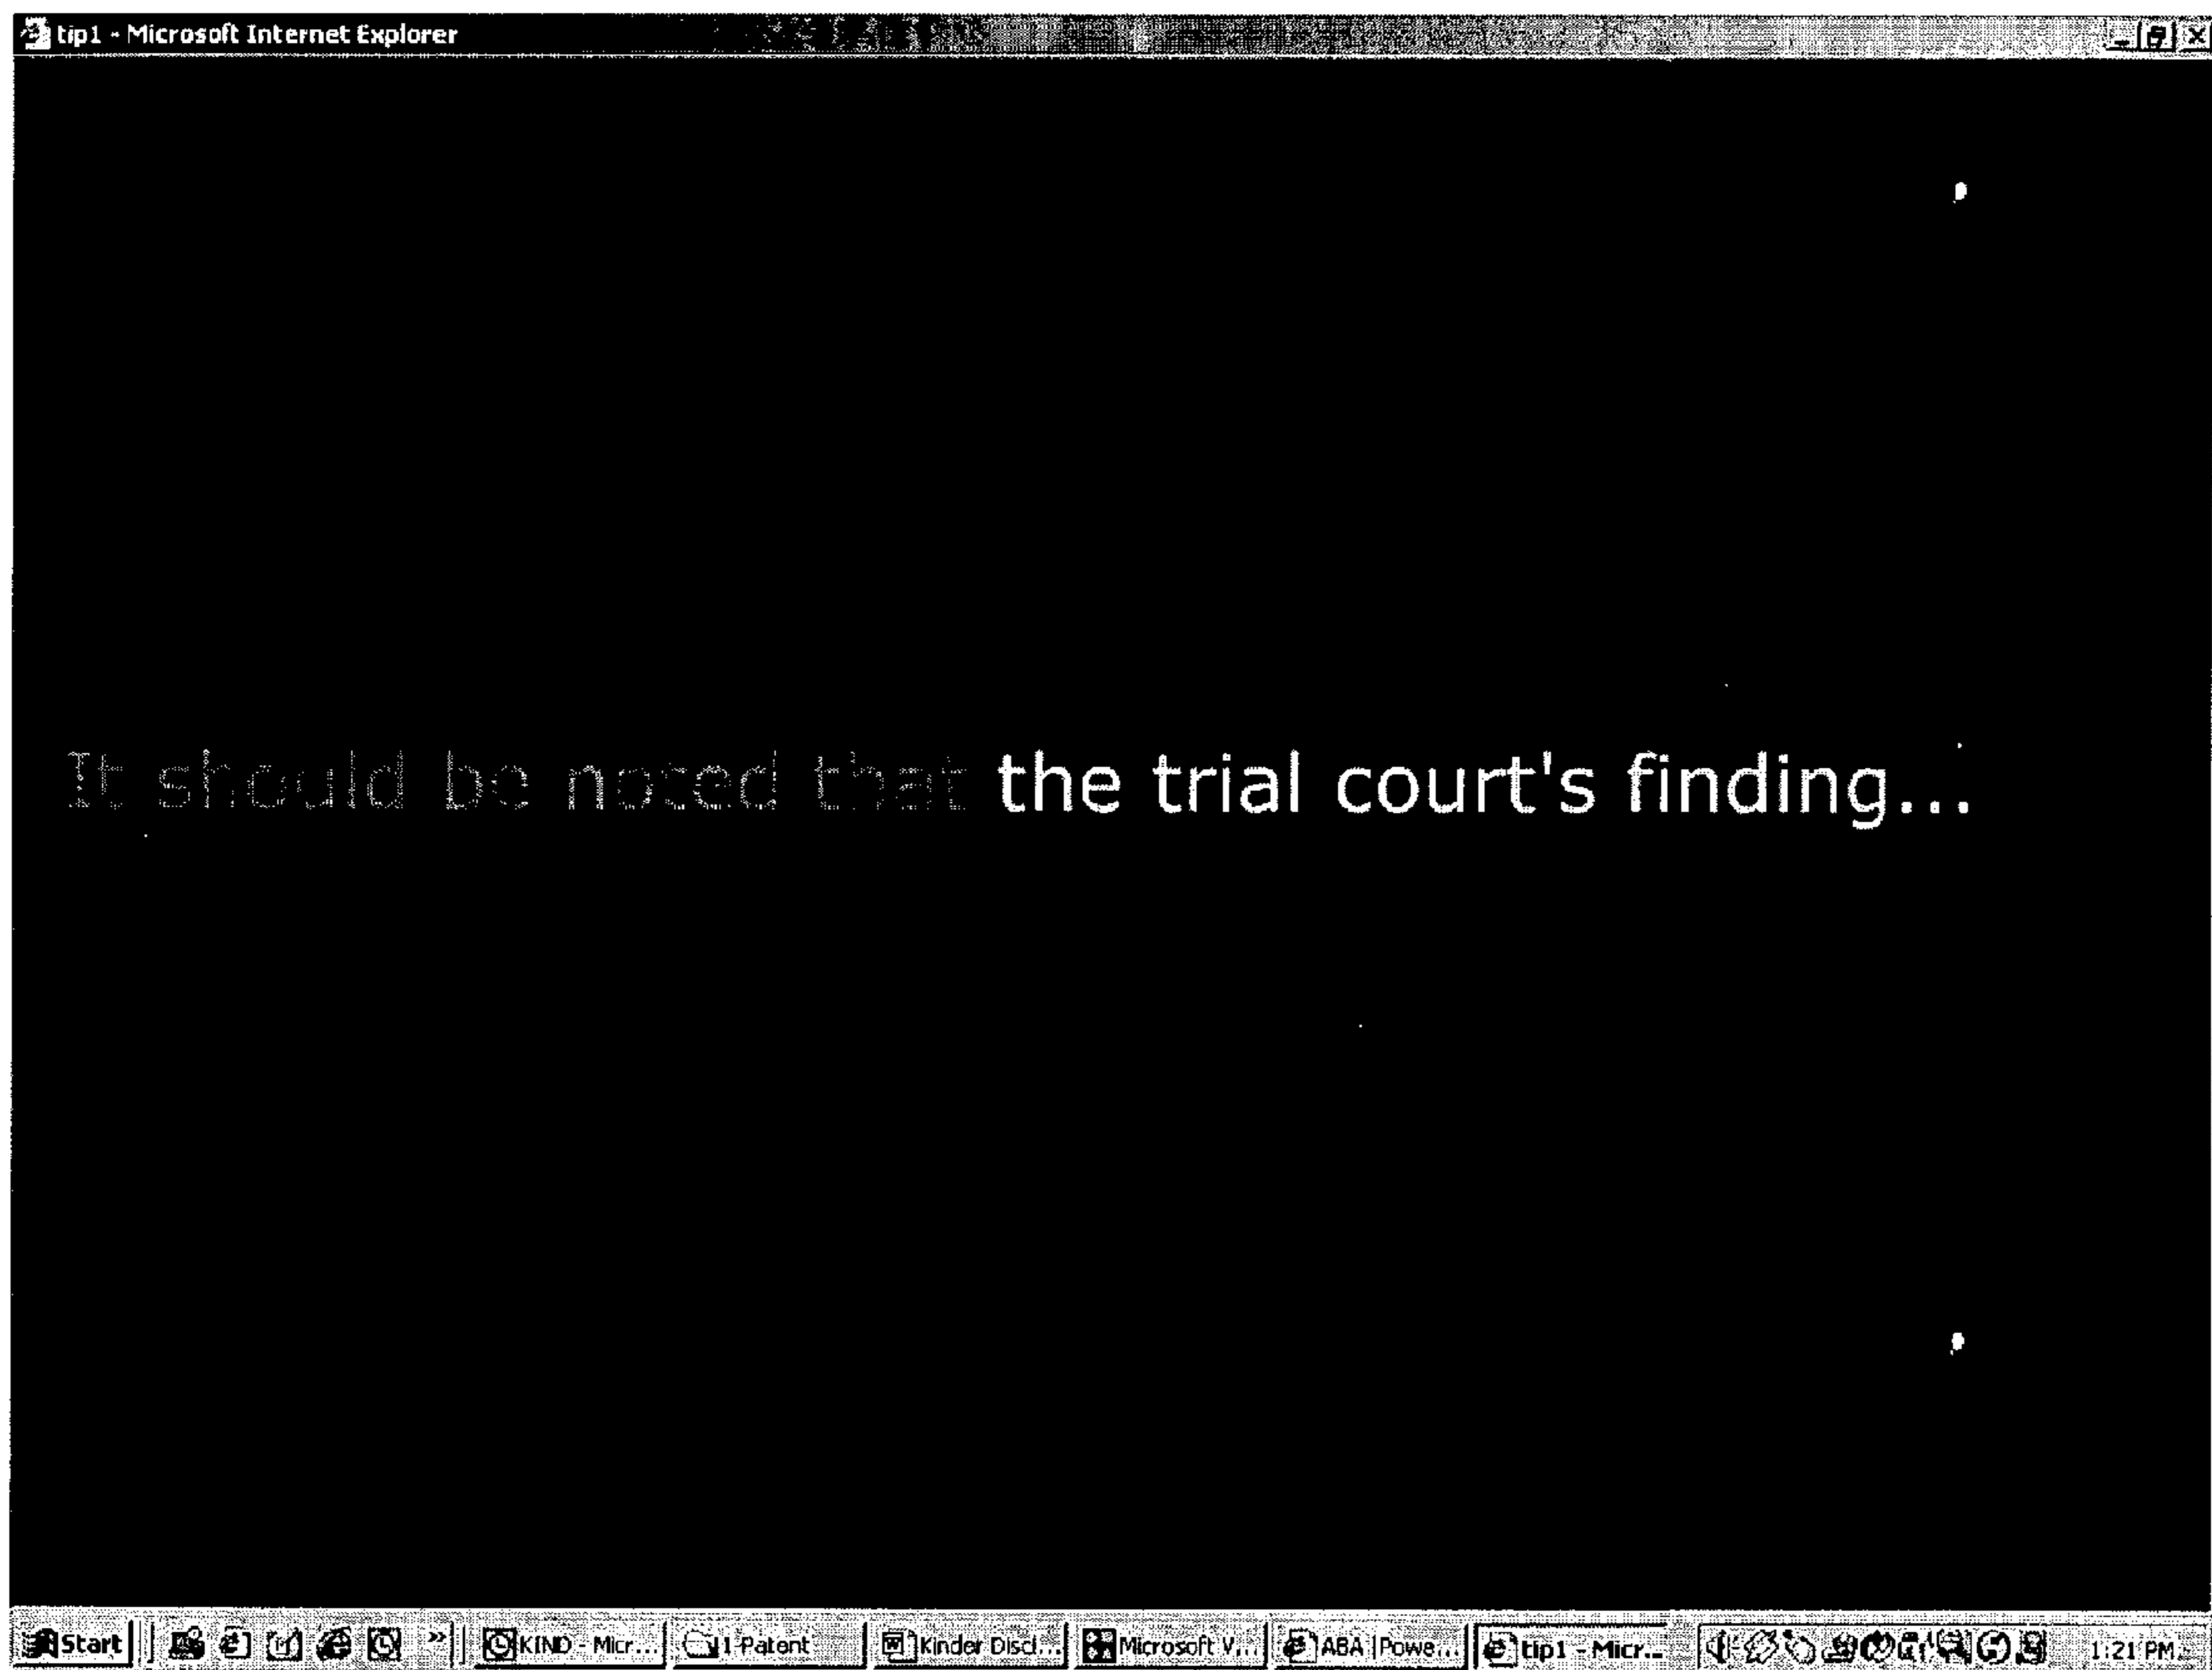 tip1 - Microsoft Internet Explorer
It should be noted that the trial court's finding...
Start » KIND - Micr... 1-Patent Kinder Discl... Microsoft V... ABA | Powe... tip1 - Micr... 1:21 PM